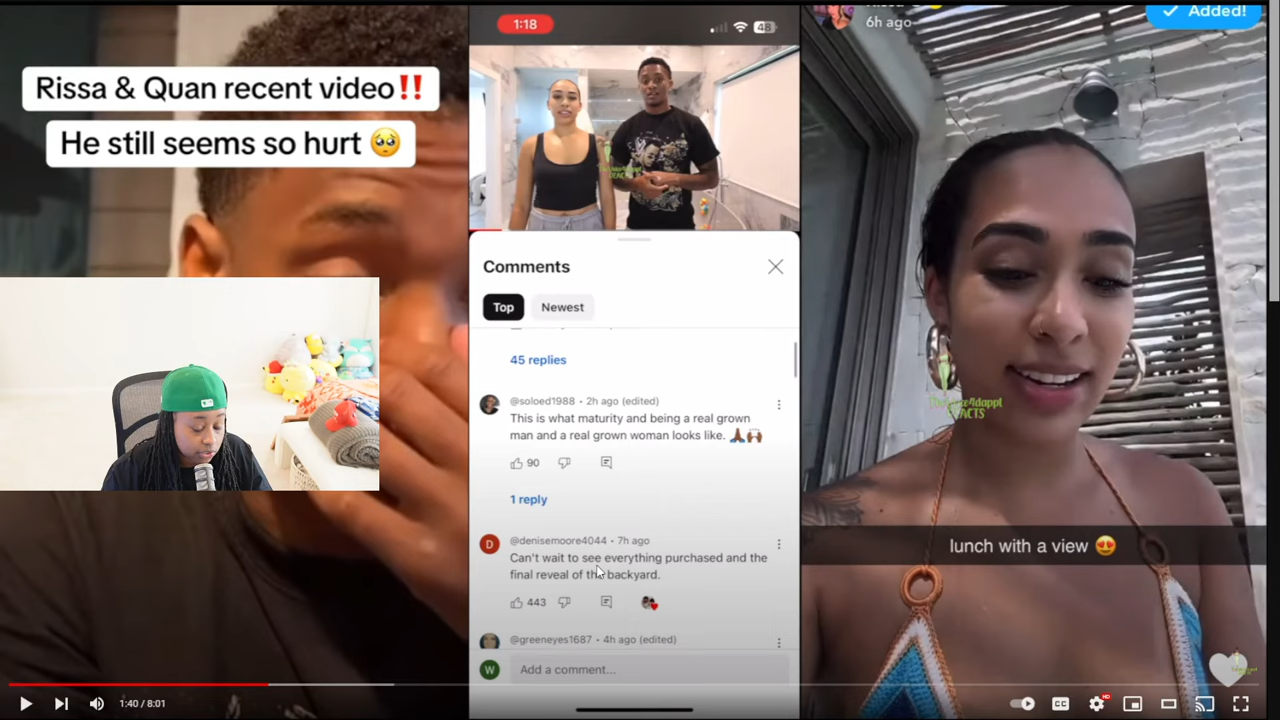 Rissa & Quan recent video‼️
He still seems so hurt 🥺
1:18
48
Comments
Top
Newest
45 replies
@soloed1988 • 2h ago (edited)
This is what maturity and being a real grown
man and a real grown woman looks like. 🙏🏾🙌🏾
90
1 reply
D
@denisemoore4044 • 7h ago
Can't wait to see everything purchased and the
final reveal of the backyard.
443
@greeneyes1687 • 4h ago (edited)
W
Add a comment...
6h ago
Added!
lunch with a view 😍
1:40 / 8:01
CC
HD